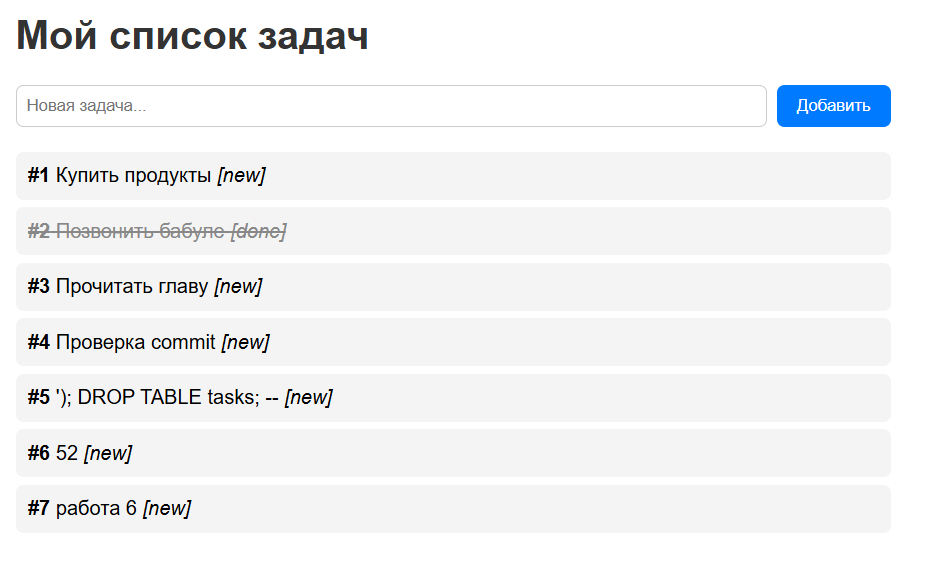 Мой список задач
Новая задача...
Добавить
#1 Купить продукты [new]
#2 Позвонить бабуле [done]
#3 Прочитать главу [new]
#4 Проверка commit [new]
#5 '); DROP TABLE tasks; -- [new]
#6 52 [new]
#7 работа 6 [new]